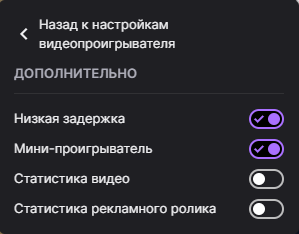 Назад к настройкам
видеопроигрывателя
ДОПОЛНИТЕЛЬНО
Низкая задержка
Мини-проигрыватель
Статистика видео
Статистика рекламного ролика